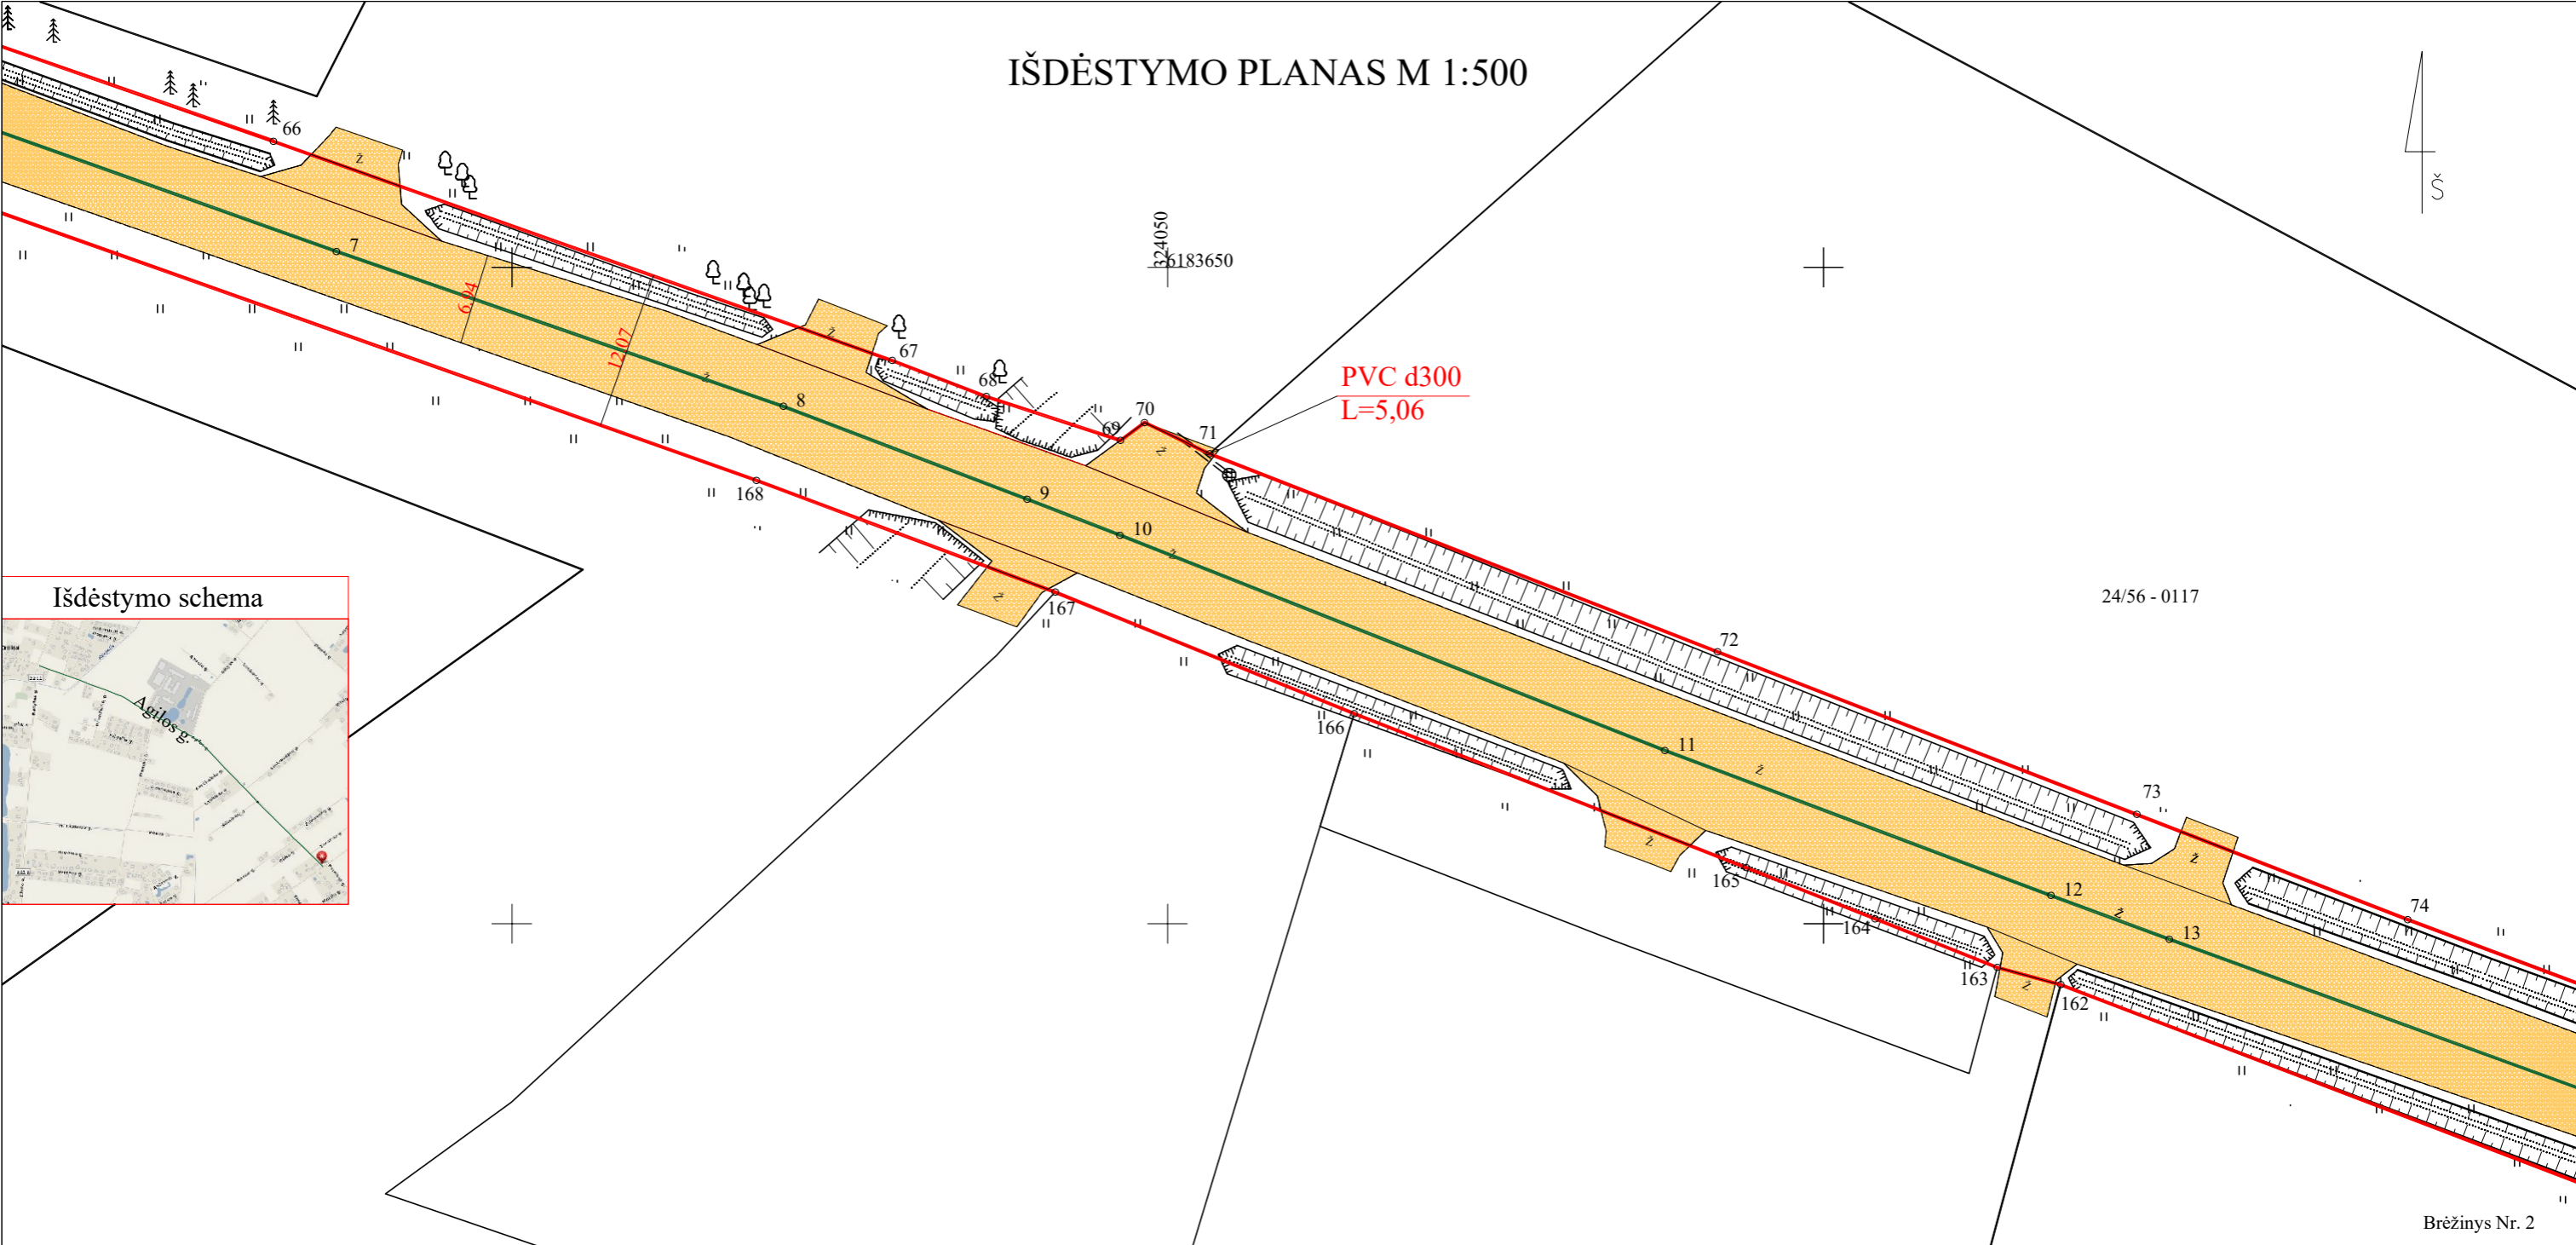 IŠDĖSTYMO PLANAS M 1:500
Š
66
7
324050
6183650
6,94
12,07
67
68
8
PVC d300
L=5,06
69
70
71
168
9
10
167
Išdėstymo schema
Agilos g.
24/56 - 0117
72
166
11
73
165
12
164
13
74
163
162
ž
ž
ž
ž
ž
ž
ž
ž
ž
ž
ž
Brėžinys Nr. 2